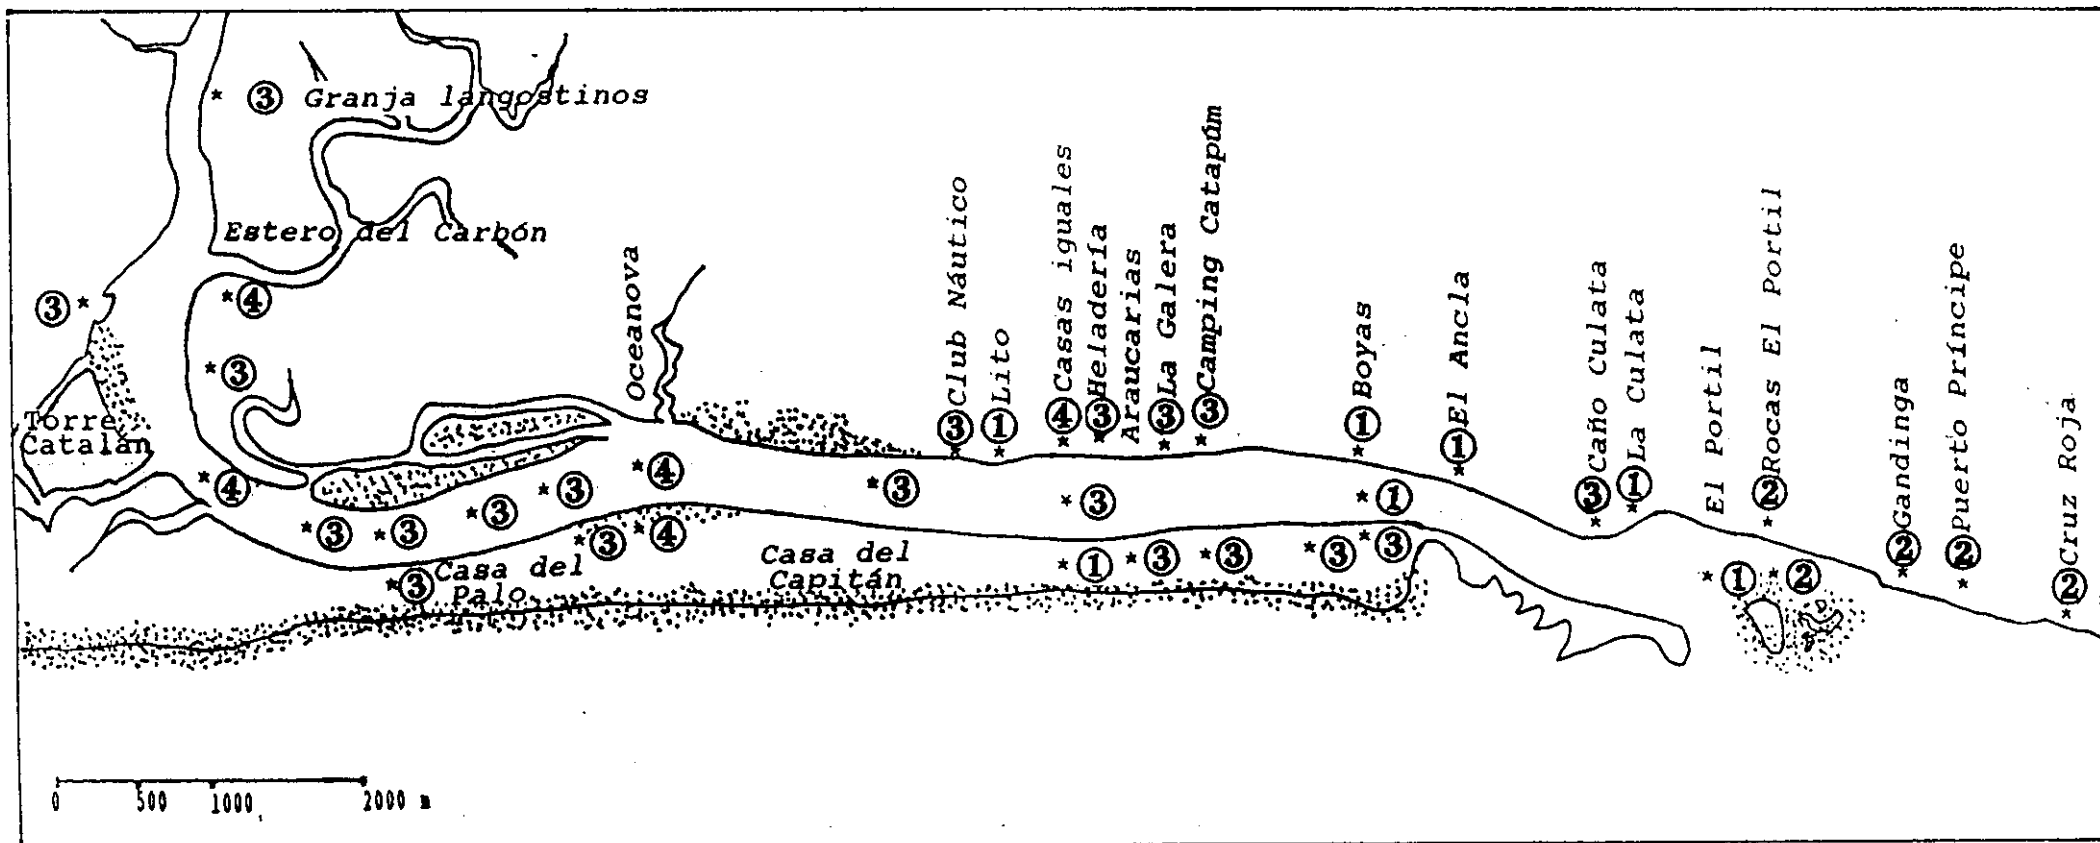 * ③ Granja langostinos
Estero del Carbón
③ *
* ④
* ③
Torre
Catalán
* ④
* ③
* ③
* ③
* ③
* ③
Casa del
Palo
* ③
* ③
Oceanova
* ④
* ④
* ③
Casa del
Capitán
* ③ Club Náutico
* ① Lito
* ④ Casas iguales
* ③ Heladería
Araucarias
* ③ La Galera
* ③ Camping Catapúm
* ③
* ①
* ③
* ③
* ③
* ① Boyas
* ①
* ③
* ① El Ancla
* ③ Caño Culata
* ① La Culata
El Portil
* ①
* ② Rocas El Portil
* ②
* ② Gandinga
* ② Puerto Príncipe
* ② Cruz Roja
0 500 1000 2000 m